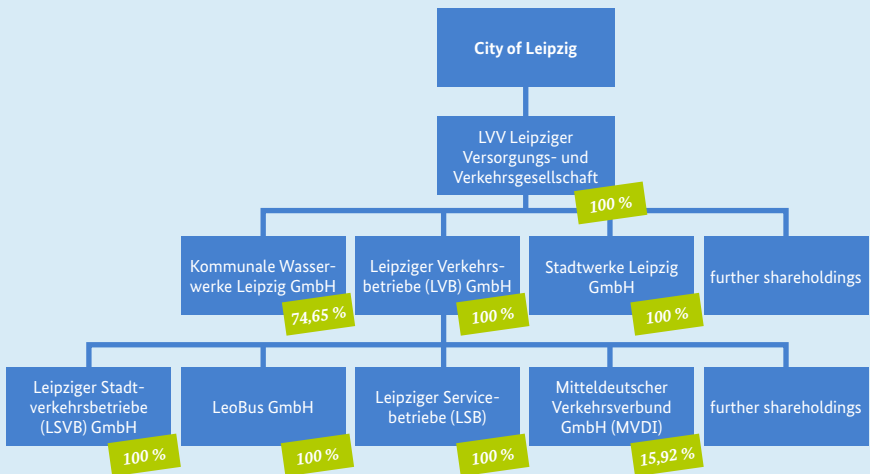 City of Leipzig
LVV Leipziger
Versorgungs- und
Verkehrsgesellschaft
100 %
Kommunale Wasser-
werke Leipzig GmbH
74,65 %
Leipziger Verkehrs-
betriebe (LVB) GmbH
100 %
Stadtwerke Leipzig
GmbH
100 %
further shareholdings
Leipziger Stadt-
verkehrsbetriebe
(LSVB) GmbH
100 %
LeoBus GmbH
100 %
Leipziger Service-
betriebe (LSB)
100 %
Mitteldeutscher
Verkehrsverbund
GmbH (MVDI)
15,92 %
further shareholdings